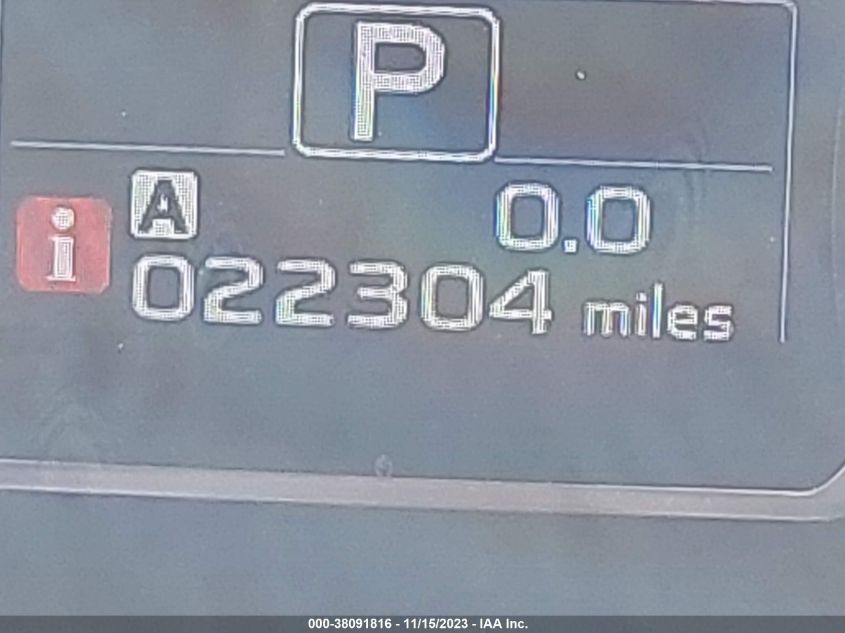 P
A 0.0
i
022304 miles
000-38091816 - 11/15/2023 - IAA Inc.